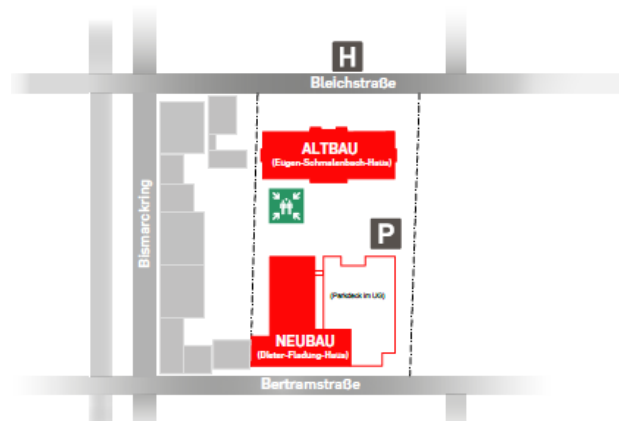 H
Bleichstraße
ALTBAU
(Eugen-Schmalenbach-Haus)
Bismarckring
P
(Parkdeck im UG)
NEUBAU
(Dieter-Fladung-Haus)
Bertramstraße